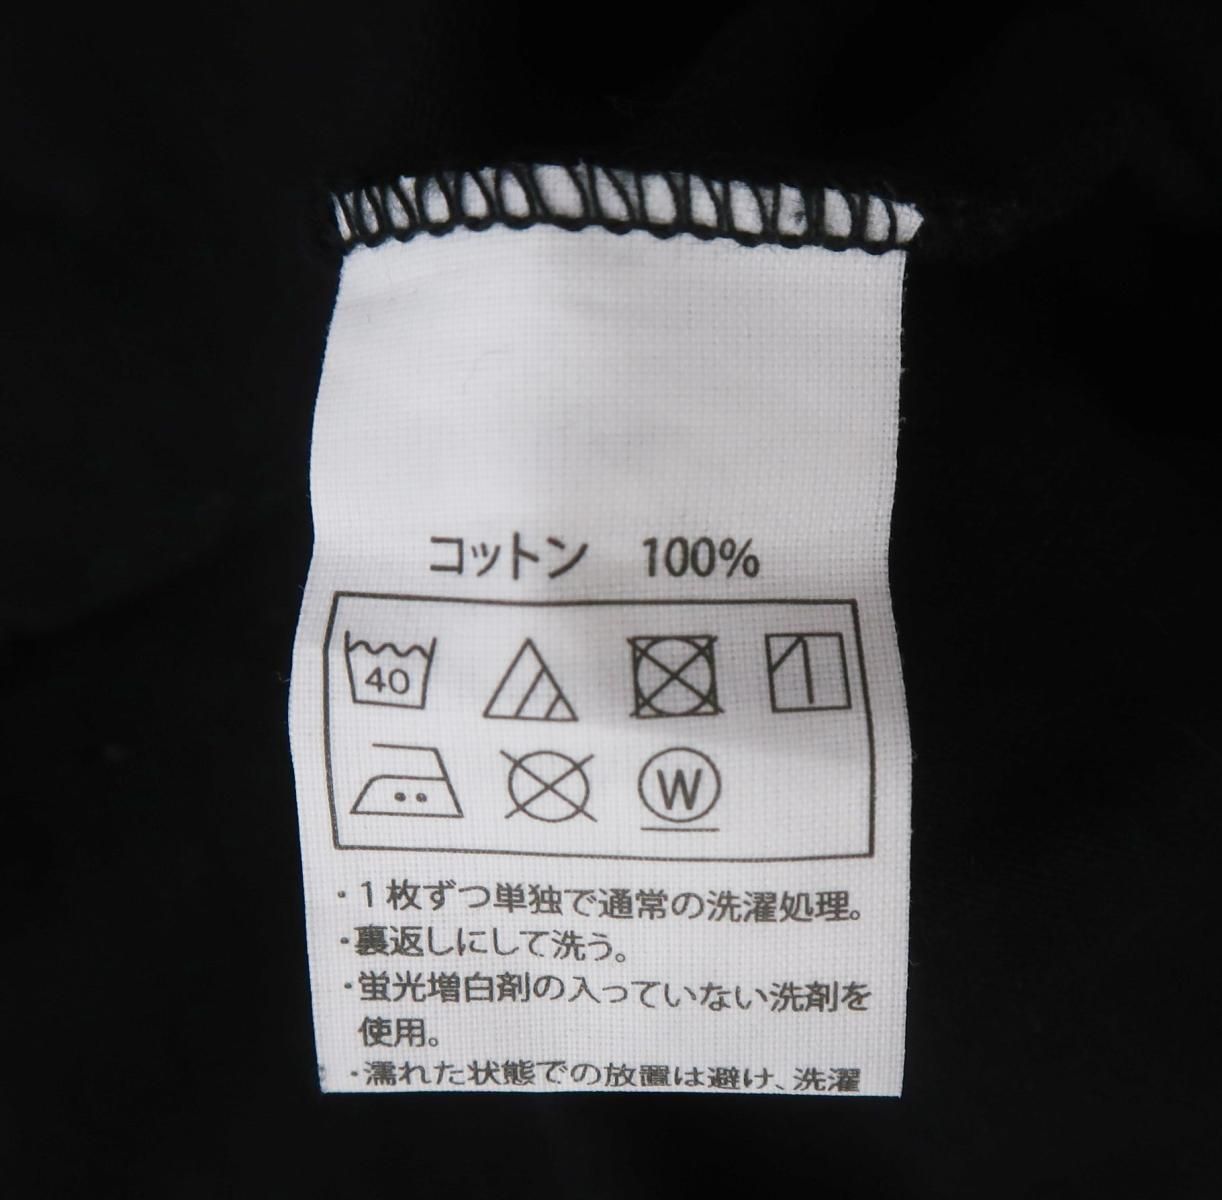 コットン 100%
40
W
・1枚ずつ単独で通常の洗濯処理。
・裏返しにして洗う。
・蛍光増白剤の入っていない洗剤を
使用。
・濡れた状態での放置は避け、洗濯